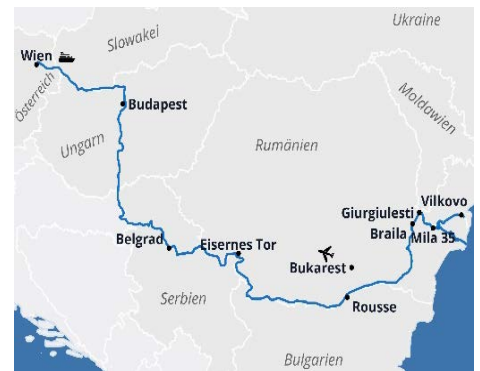 Ukraine
Slowakei
Wien
Österreich
Moldawien
Budapest
Ungarn
Rumänien
Vilkovo
Giurgiulesti
Braila
Mila 35
Belgrad
Eisernes Tor
Bukarest
Serbien
Rousse
Bulgarien